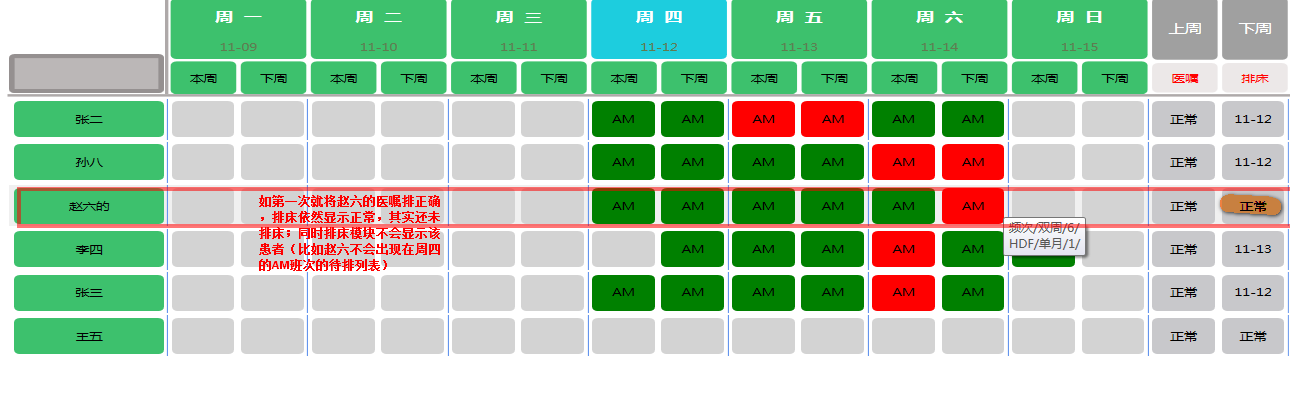 周 一 周 二 周 三 周 四 周 五 周 六 周 日 上周 下周
11-09 11-10 11-11 11-12 11-13 11-14 11-15
本周 下周 本周 下周 本周 下周 本周 下周 本周 下周 本周 下周 本周 下周 医嘱 排床
张二 AM AM AM AM AM AM 正常 11-12
孙八 AM AM AM AM AM AM 正常 11-12
赵六的 AM AM AM AM AM AM 正常 正常
如第一次就将赵六的医嘱排正确
，排床依然显示正常，其实还未
排床；同时排床模块不会显示该
患者（比如赵六不会出现在周四
的AM班次的待排列表）
频次/双周/6/
HDF/单月/1/
李四 AM AM AM AM AM 正常 11-13
张三 AM AM AM AM AM AM 正常 11-12
王五 正常 正常